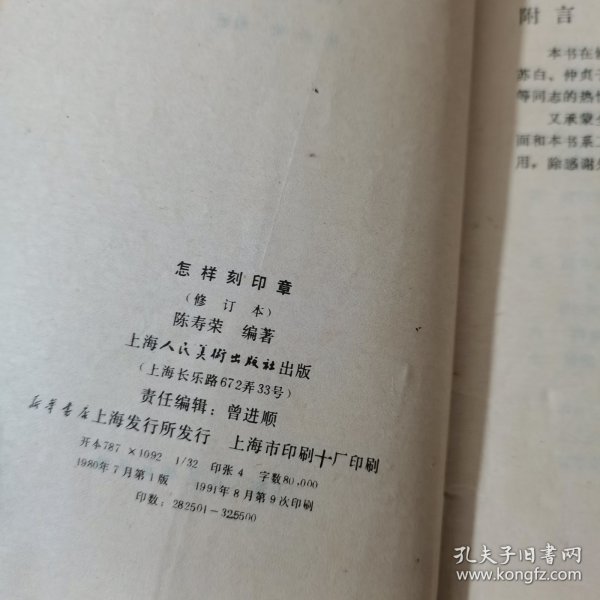 怎样刻印章
(修订本)
陈寿荣 编著
上海人民美術出版社出版
(上海长乐路672弄33号)
责任编辑：曾进顺
新华书店上海发行所发行 上海市印刷十厂印刷
开本787×1092 1/32 印张4 字数80,000
1980年7月第1版 1991年8月第9次印刷
印数：282501-325500
附言
本书在
苏白、仲贞
等同志的热
又承蒙
面和本书系
用。除感谢
孔夫子旧书网
www.kongfz.com